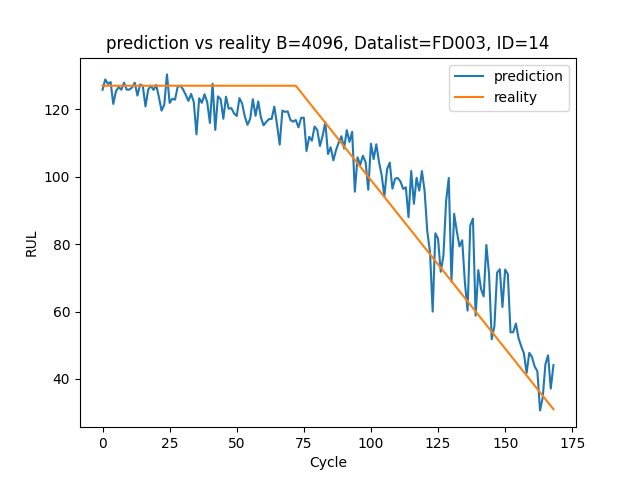 prediction vs reality B=4096, Datalist=FD003, ID=14
prediction
reality
RUL
120
100
80
60
40
0 25 50 75 100 125 150 175
Cycle